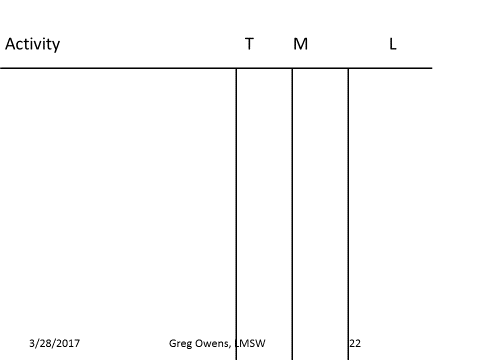 Activity T M L
3/28/2017 Greg Owens, LMSW 22